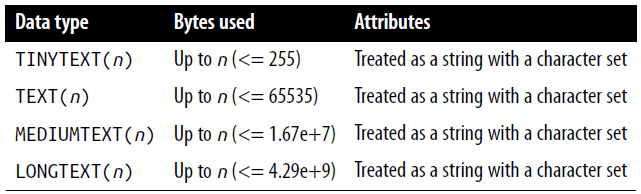 Data type Bytes used Attributes
TINYTEXT(n) Up to n (<= 255) Treated as a string with a character set
TEXT(n) Up to n (<= 65535) Treated as a string with a character set
MEDIUMTEXT(n) Up to n (<= 1.67e+7) Treated as a string with a character set
LONGTEXT(n) Up to n (<= 4.29e+9) Treated as a string with a character set